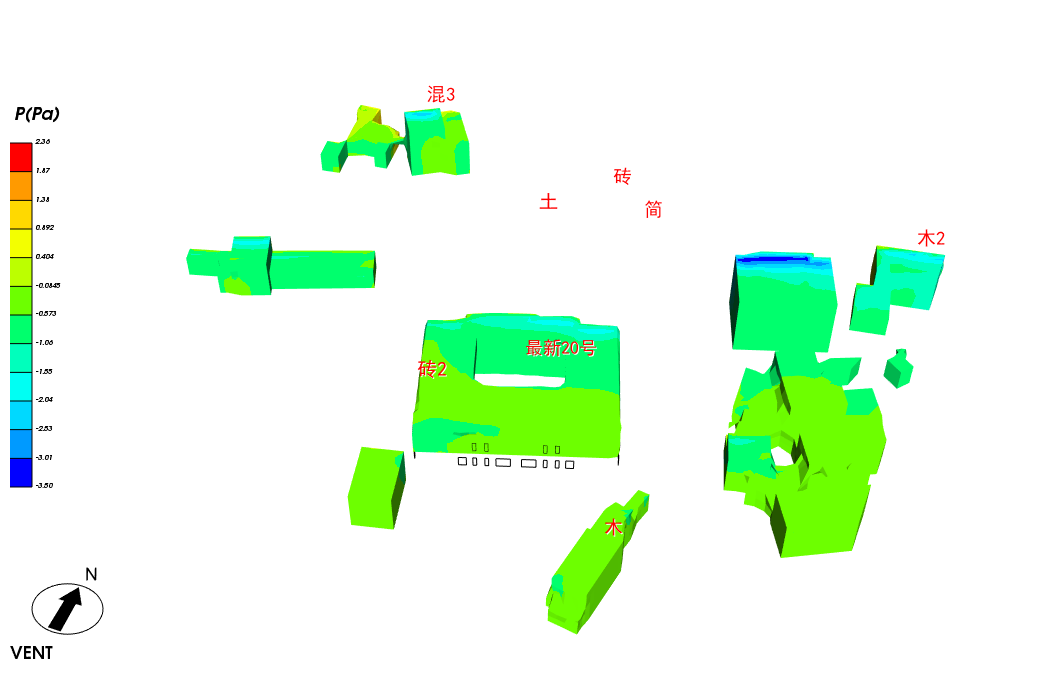 混3
P(Pa)
2.36
1.87
1.38
0.892
0.404
-0.0845
-0.573
-1.06
-1.55
-2.04
-2.53
-3.01
-3.50
砖
土
简
木2
最新20号
砖2
木
N
VENT